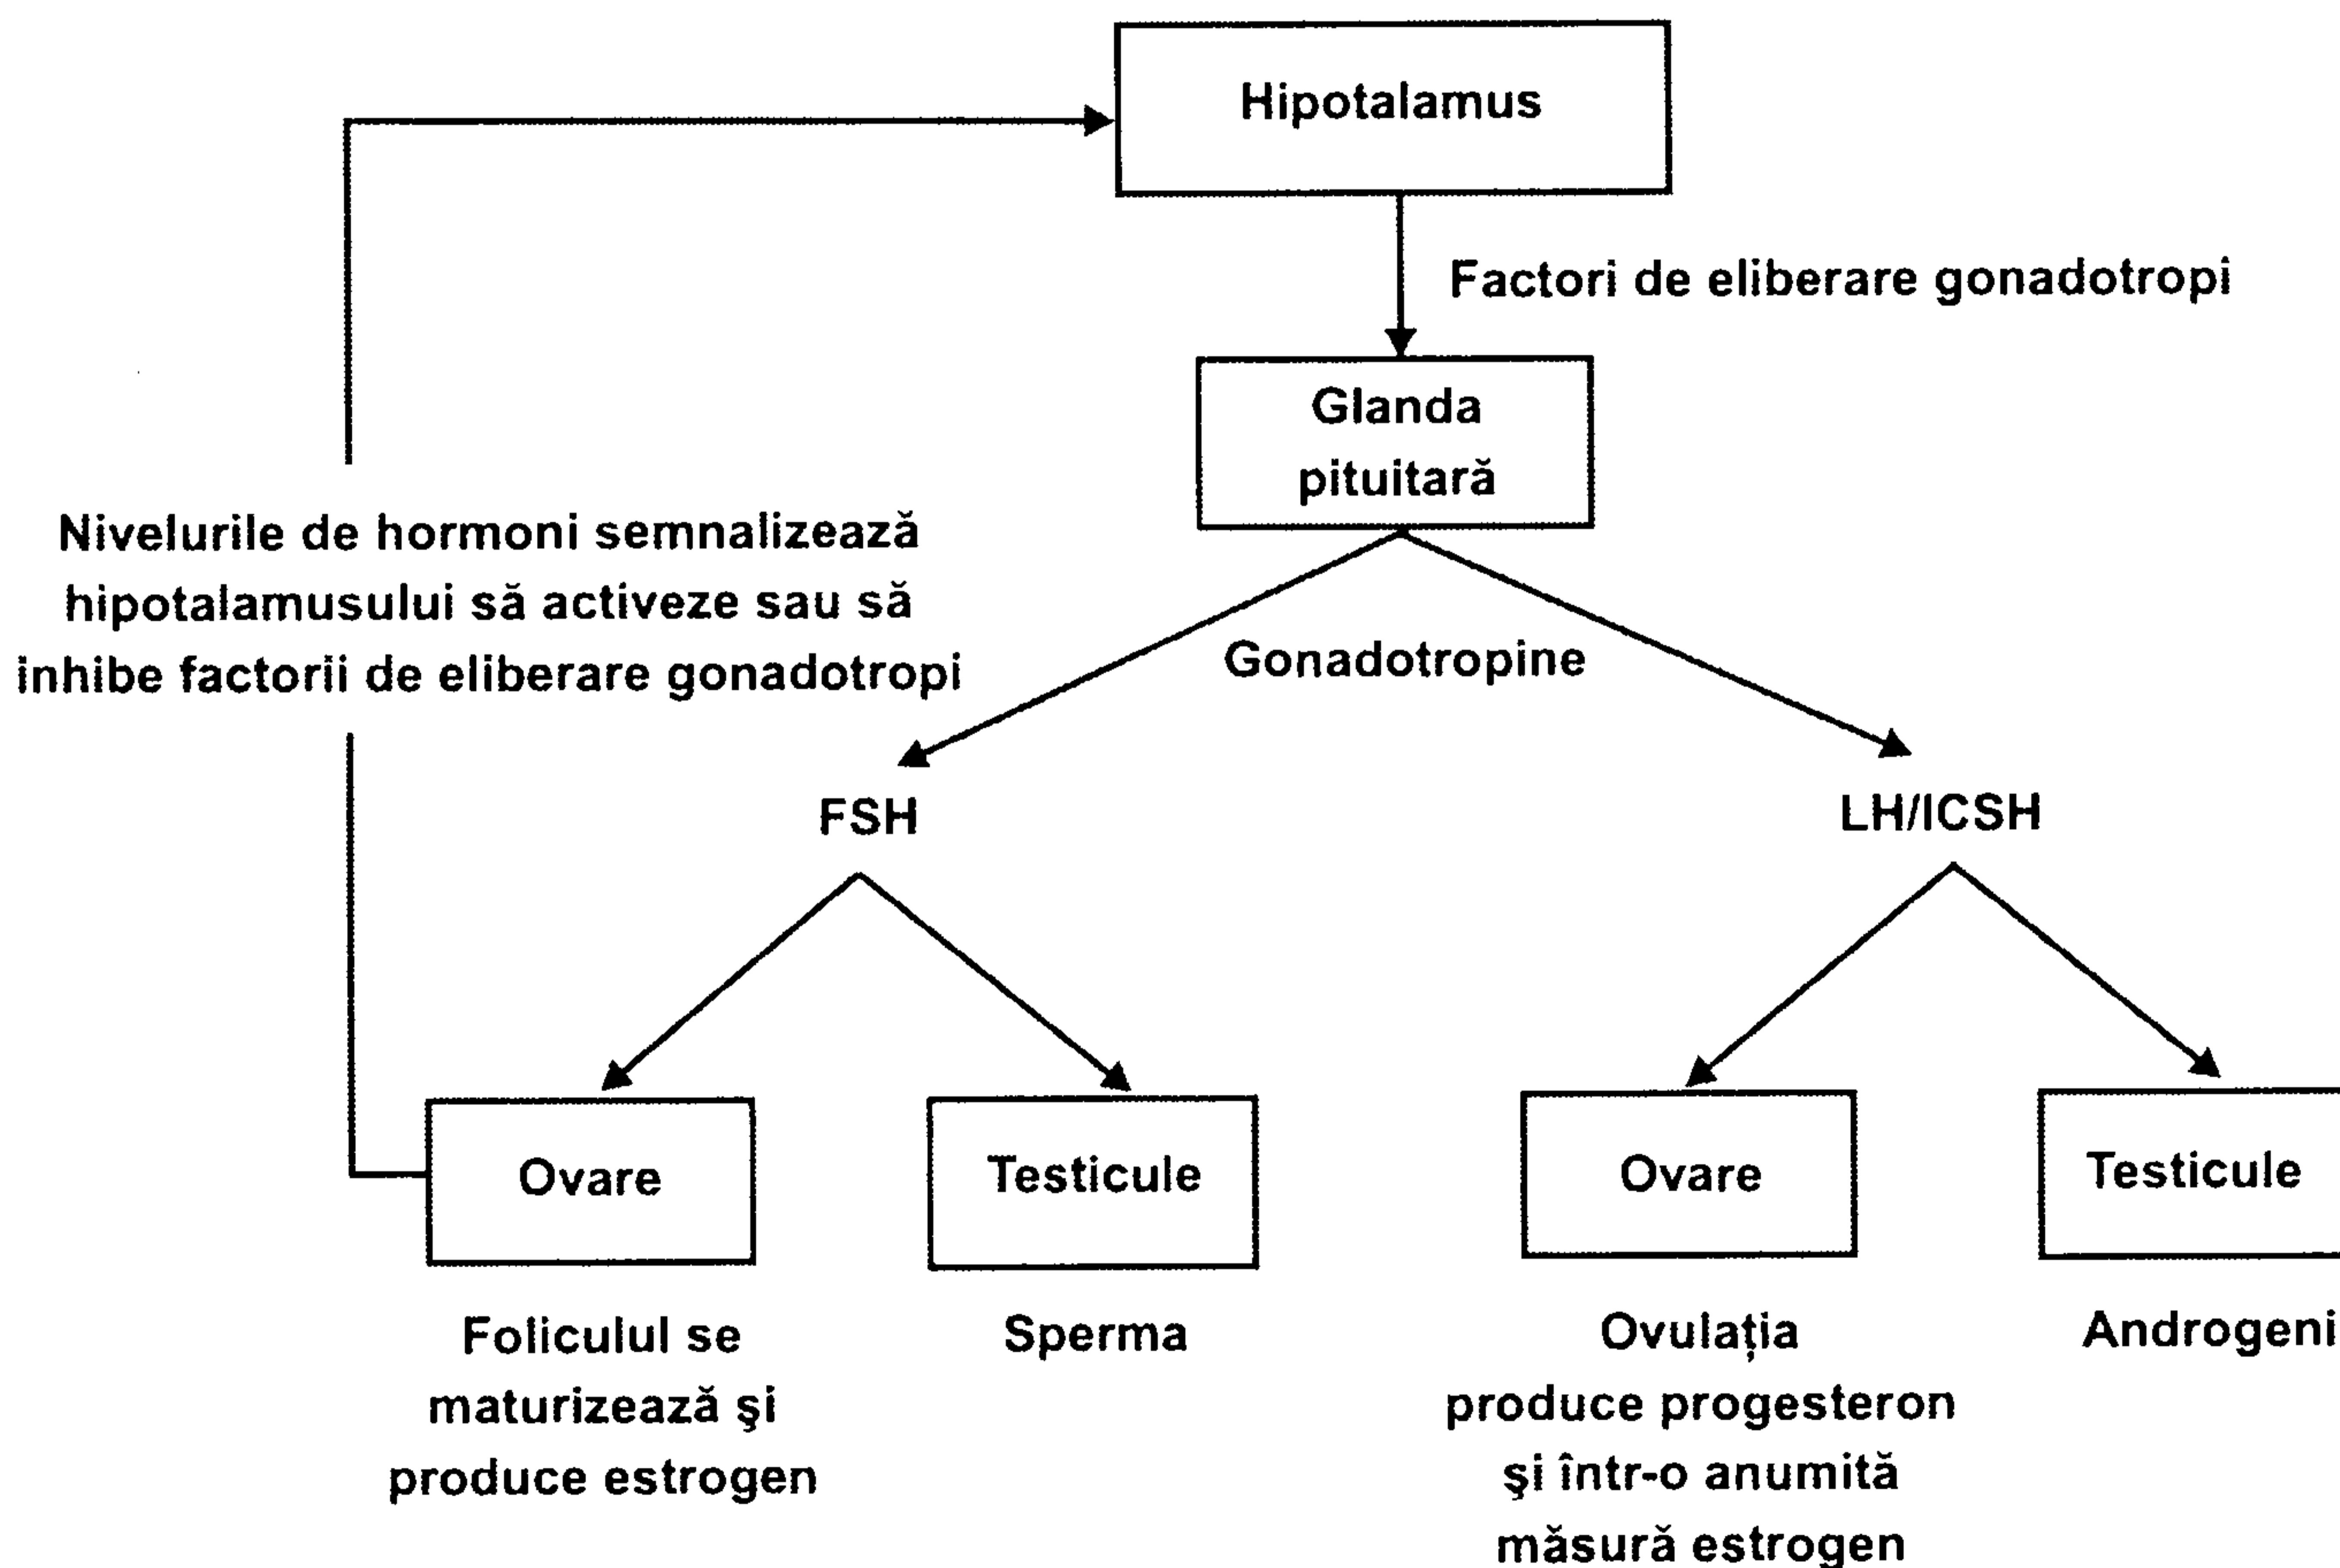 Hipotalamus
Factori de eliberare gonadotropi
Glanda
pituitară
Nivelurile de hormoni semnalizează
hipotalamusului să activeze sau să
inhibe factorii de eliberare gonadotropi
Gonadotropine
FSH
LH/ICSH
Ovare
Testicule
Ovare
Testicule
Foliculul se
maturizează şi
produce estrogen
Sperma
Ovulaţia
produce progesteron
şi într-o anumită
măsură estrogen
Androgeni